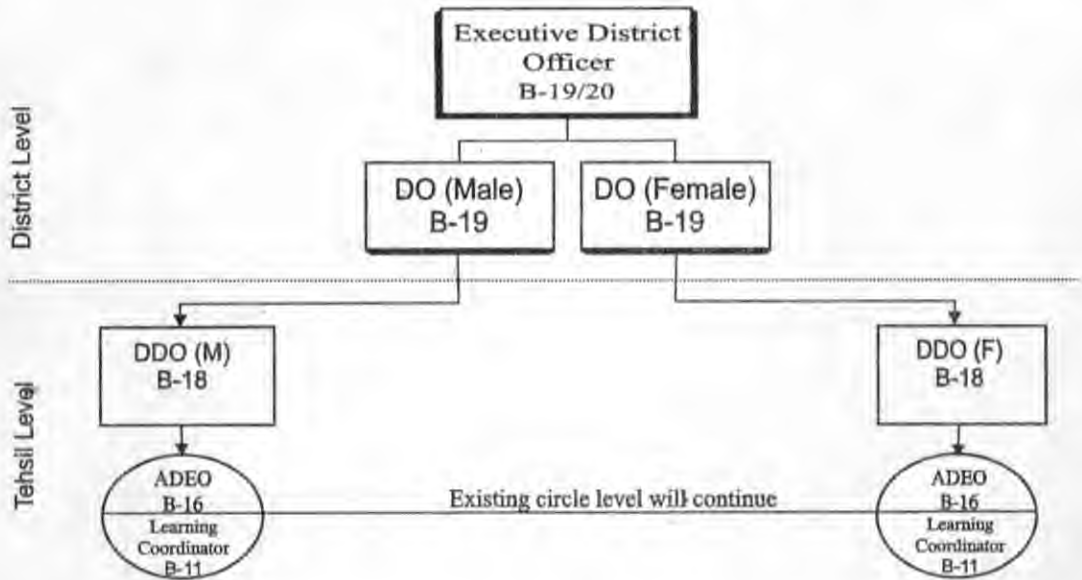 Executive District
Officer
B-19/20
District Level
DO (Male)
B-19
DO (Female)
B-19
Tehsil Level
DDO (M)
B-18
DDO (F)
B-18
ADEO
B-16
Learning
Coordinator
B-11
Existing circle level will continue
ADEO
B-16
Learning
Coordinator
B-11